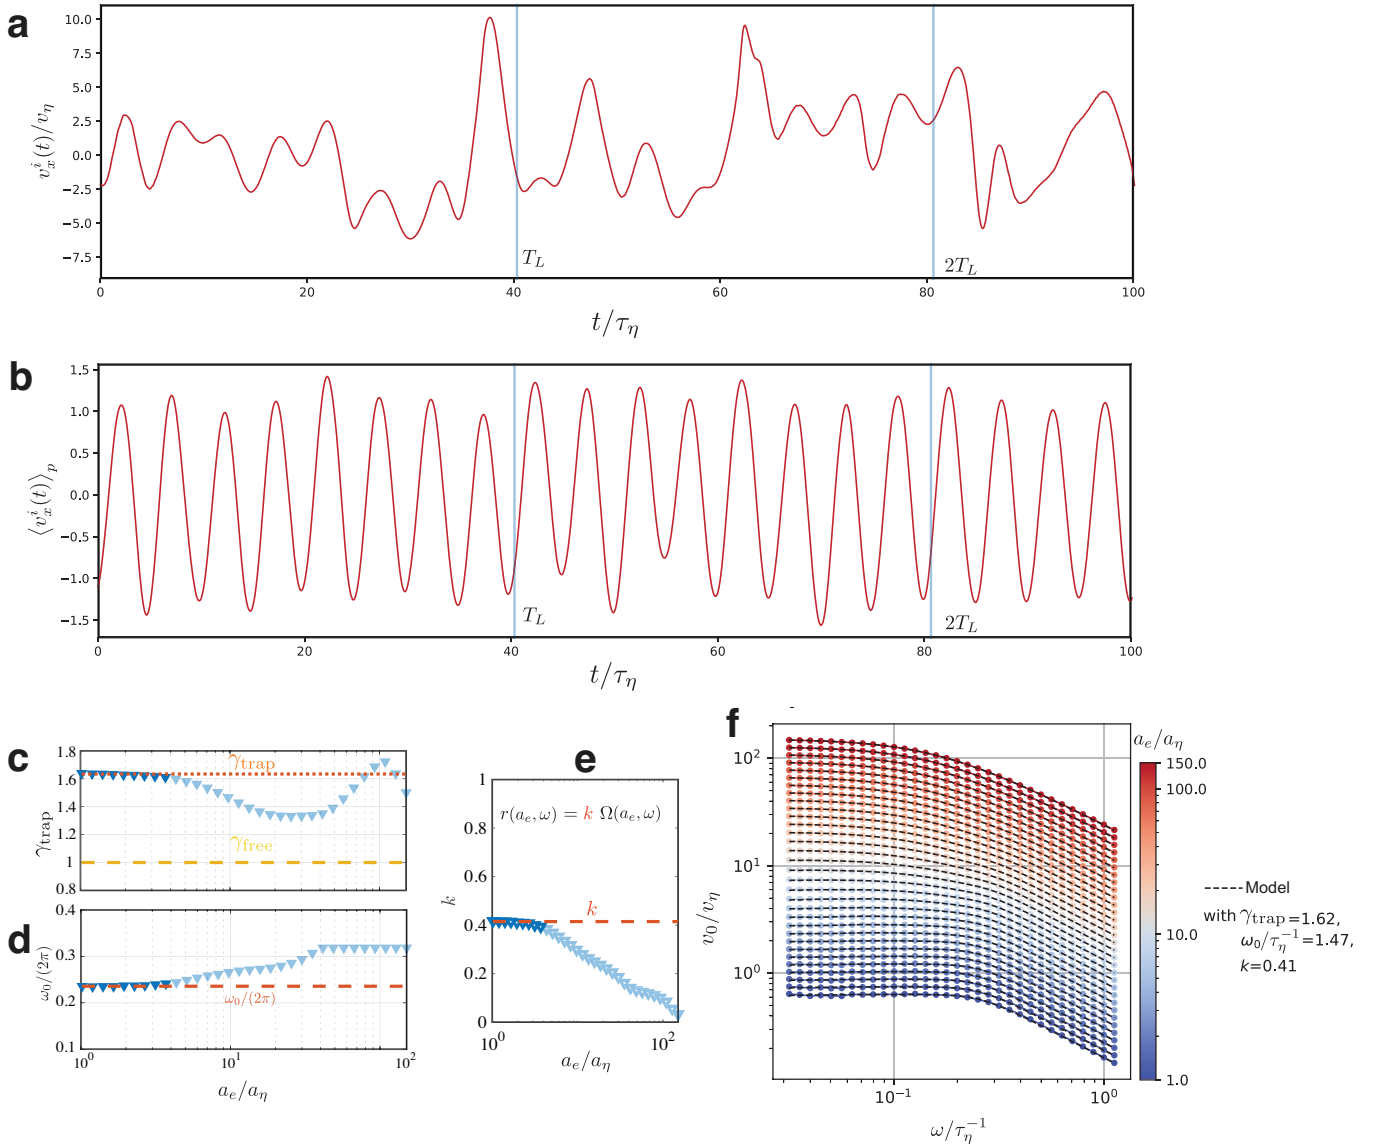 a
10.0
7.5
5.0
2.5
0.0
−2.5
−5.0
−7.5
v_x^i(t)/v_η
T_L
2T_L
0 20 40 60 80 100
t/τ_η
b
1.5
1.0
0.5
0.0
−0.5
−1.0
−1.5
⟨v_x^i(t)⟩_p
T_L
2T_L
0 20 40 60 80 100
t/τ_η
c
1.8
1.6
1.4
1.2
1
0.8
γ_trap
γ_trap
γ_free
d
0.4
0.3
0.2
0.1
ω_0/(2π)
ω_0/(2π)
10^0 10^1 10^2
a_e/a_η
e
1
0.8
0.6
0.4
0.2
0
k
r(a_e, ω) = k Ω(a_e, ω)
k
10^0 10^2
a_e/a_η
f
10^2
10^1
10^0
v_0/v_η
10^−1 10^0
ω/τ_η^−1
a_e/a_η
150.0
100.0
10.0
1.0
-----Model
with γ_trap=1.62,
ω_0/τ_η^−1=1.47,
k=0.41